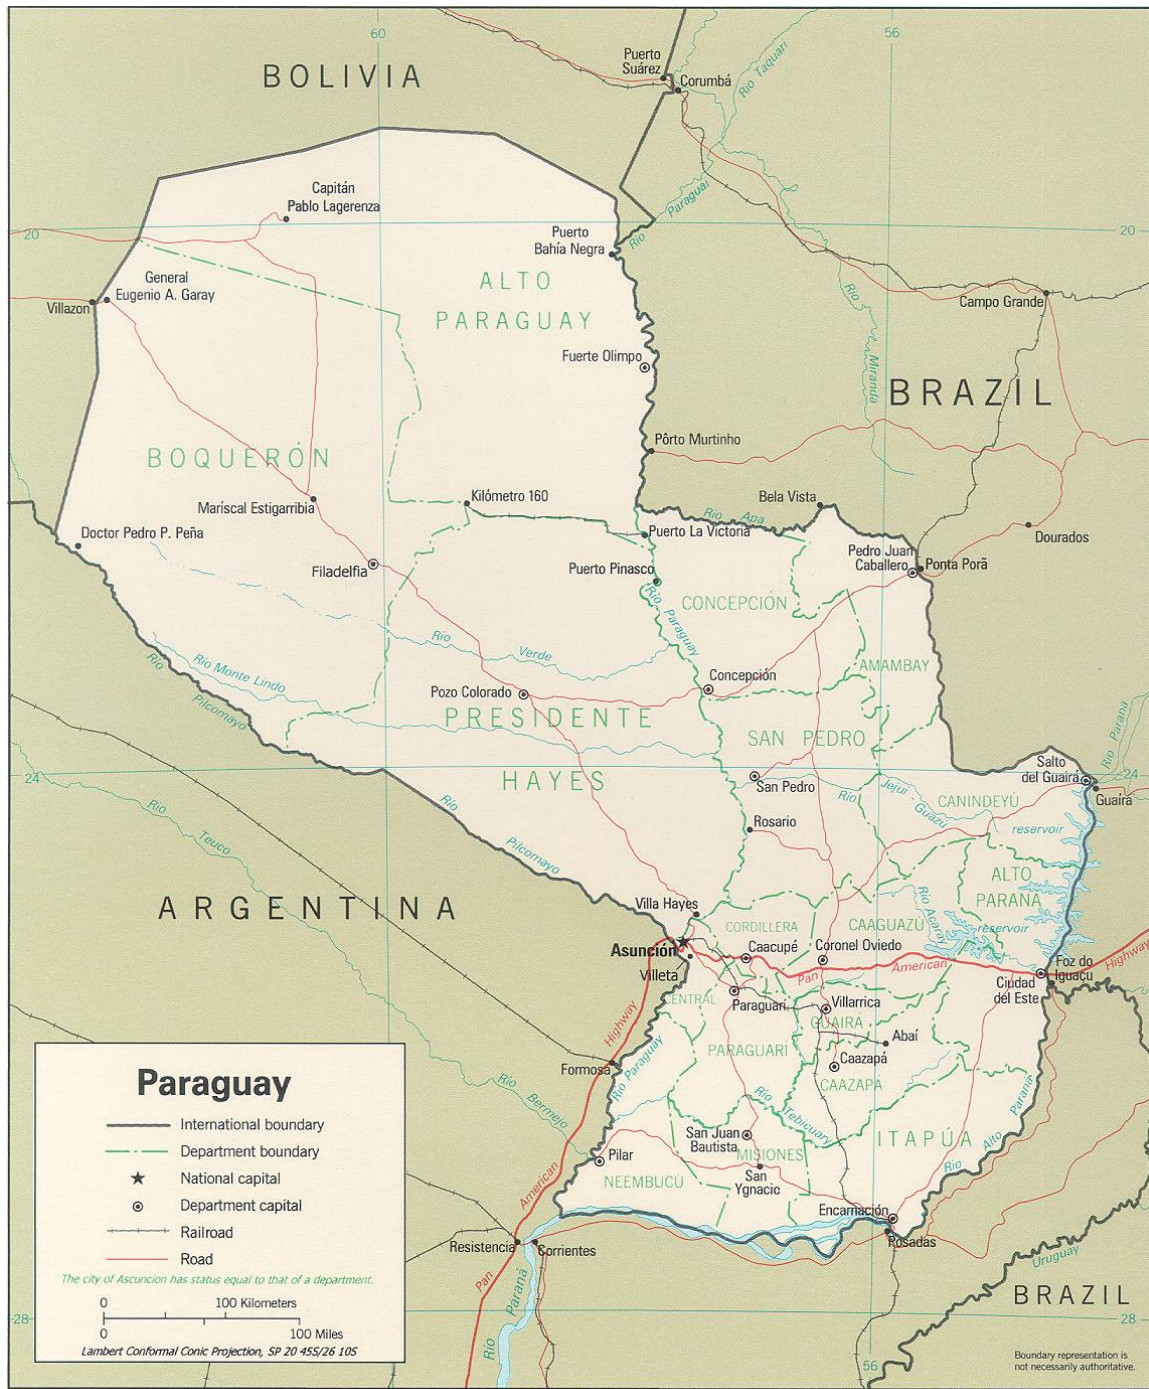 60
56
BOLIVIA
Puerto
Suárez
Corumbá
Río Taquari
Capitán
Pablo Lagerenza
Río Paraguai
20
20
Puerto
Bahía Negra
General
Eugenio A. Garay
Villazon
ALTO
PARAGUAY
Río Miranda
Campo Grande
Fuerte Olimpo
BRAZIL
Pôrto Murtinho
BOQUERÓN
Mariscal Estigarribia
Kilómetro 160
Bela Vista
Río Apa
Doctor Pedro P. Peña
Puerto La Victoria
Dourados
Pedro Juan
Caballero
Ponta Porã
Filadelfia
Puerto Pinasco
Río Paraguay
CONCEPCIÓN
Río Verde
AMAMBAY
Río Monte Lindo
Río Pilcomayo
Pozo Colorado
Concepción
PRESIDENTE
HAYES
SAN PEDRO
Río Parana
24
24
San Pedro
Río Jejui - Guazú
Salto
del Guairá
Guaíra
CANINDEYÚ
Río Pilcomayo
Río Teuco
Rosario
reservoir
ALTO
PARANÁ
ARGENTINA
Villa Hayes
CORDILLERA
CAAGUAZÚ
Río Acaray
reservoir
Asunción
Caacupé
Coronel Oviedo
Villeta
Pan American Highway
Foz do
Iguacu
Ciudad
del Este
CENTRAL
Paraguarí
Villarrica
GUAIRÁ
PARAGUARÍ
Abaí
Caazapá
CAAZAPÁ
Formosa
Río Paraguay
Río Bermejo
Río Tebicuary
San Juan
Bautista
MISIONES
San
Ygnacic
ITAPÚA
Río Alto Paraná
Pilar
NEEMBUCÚ
Encarnación
Posadas
Resistencia
Corrientes
Pan American Highway
Río Paraná
Uruguay
BRAZIL
28
28
56
Paraguay
International boundary
Department boundary
National capital
Department capital
Railroad
Road
The city of Ascuncion has status equal to that of a department.
0 100 Kilometers
0 100 Miles
Lambert Conformal Conic Projection, SP 20 45S/26 10S
Boundary representation is
not necessarily authoritative.